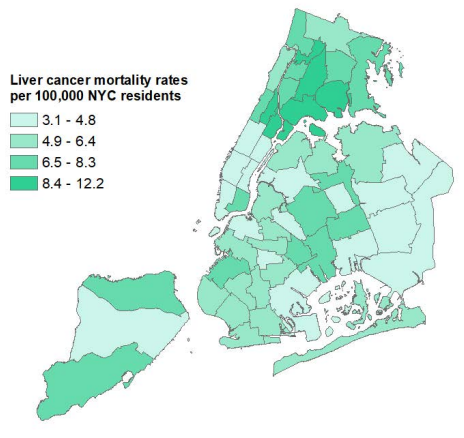 Liver cancer mortality rates
per 100,000 NYC residents
3.1 - 4.8
4.9 - 6.4
6.5 - 8.3
8.4 - 12.2